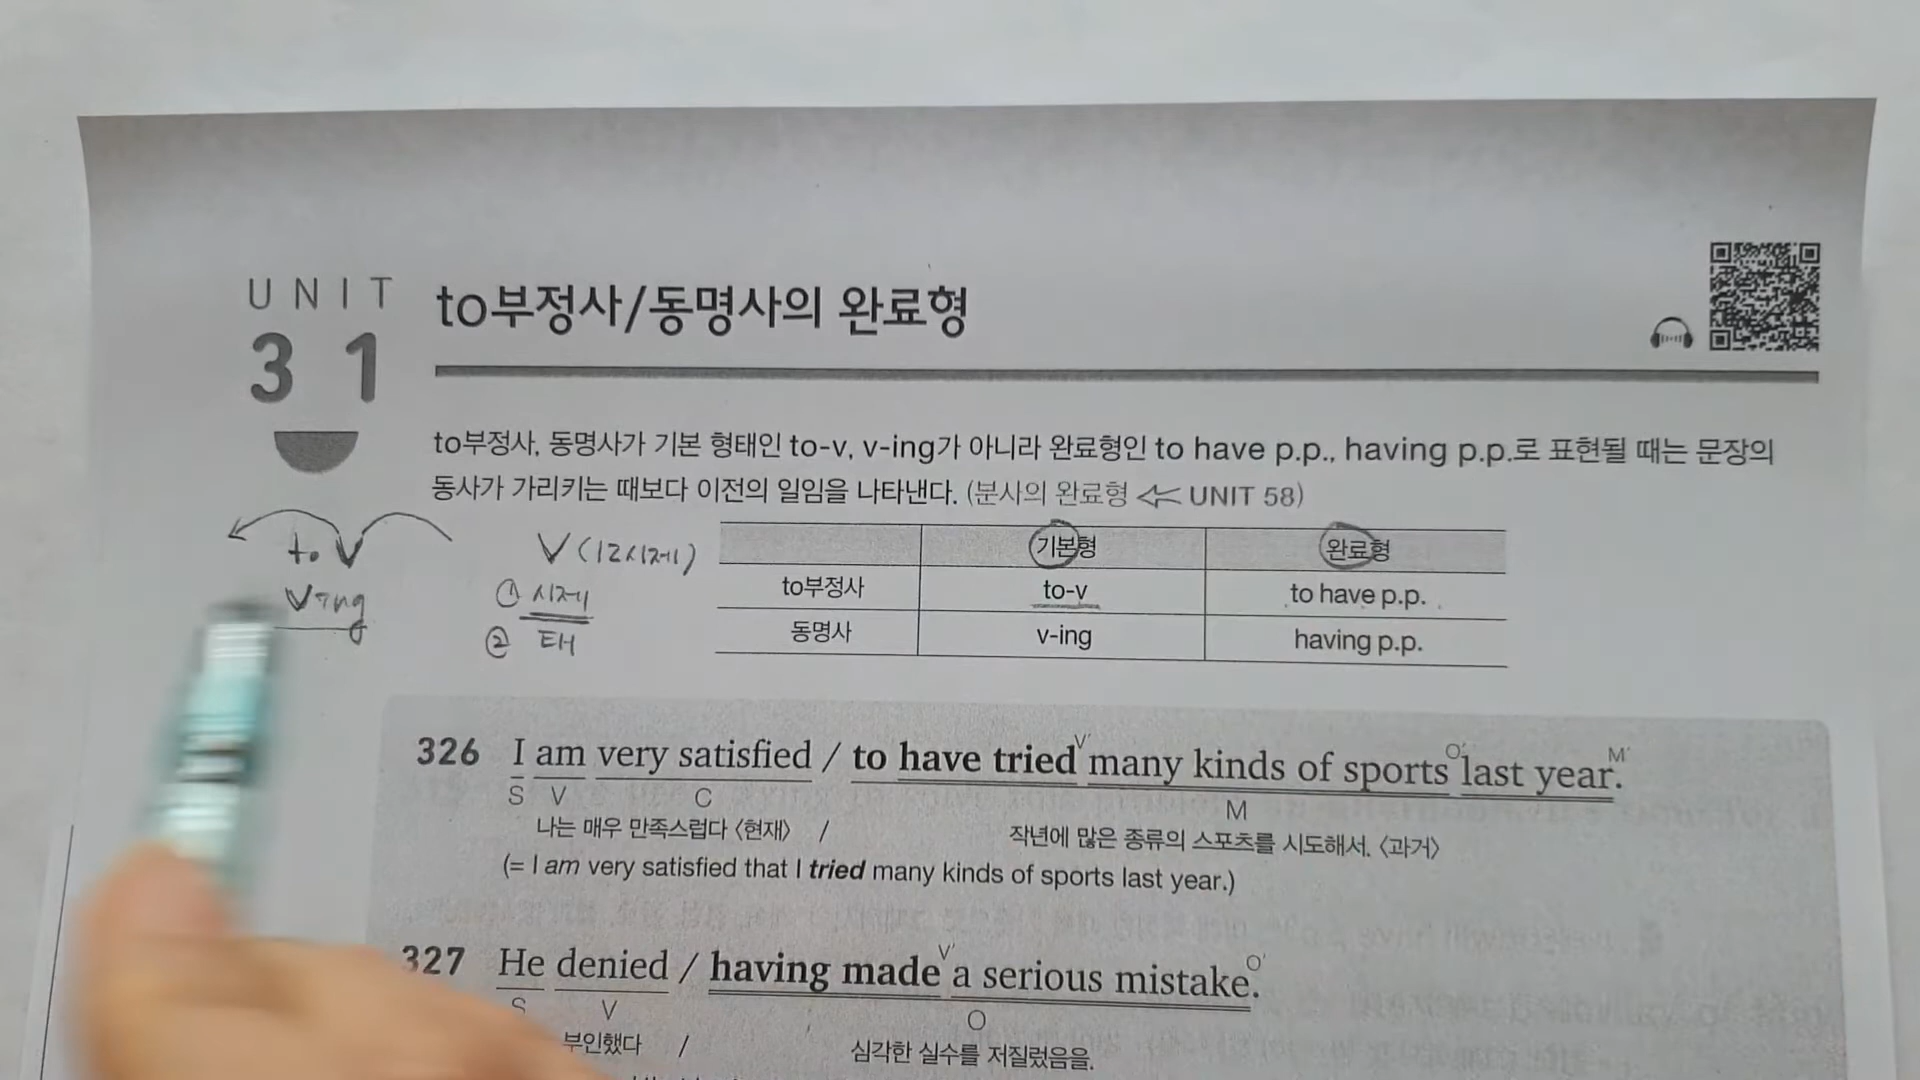 UNIT
31
to부정사/동명사의 완료형
to부정사, 동명사가 기본 형태인 to-v, v-ing가 아니라 완료형인 to have p.p., having p.p.로 표현될 때는 문장의
동사가 가리키는 때보다 이전의 일임을 나타낸다. (분사의 완료형 ≪ UNIT 58)
to V
Ving
V (12시제)
① 시제
② 태
기본형 완료형
to부정사 to-v to have p.p.
동명사 v-ing having p.p.
326 I am very satisfied / to have tried V′ many kinds of sports O′ last year. M′
S V C M
나는 매우 만족스럽다 〈현재〉 / 작년에 많은 종류의 스포츠를 시도해서. 〈과거〉
(= I am very satisfied that I tried many kinds of sports last year.)
327 He denied / having made V′ a serious mistake. O′
S V O
부인했다 / 심각한 실수를 저질렀음을.